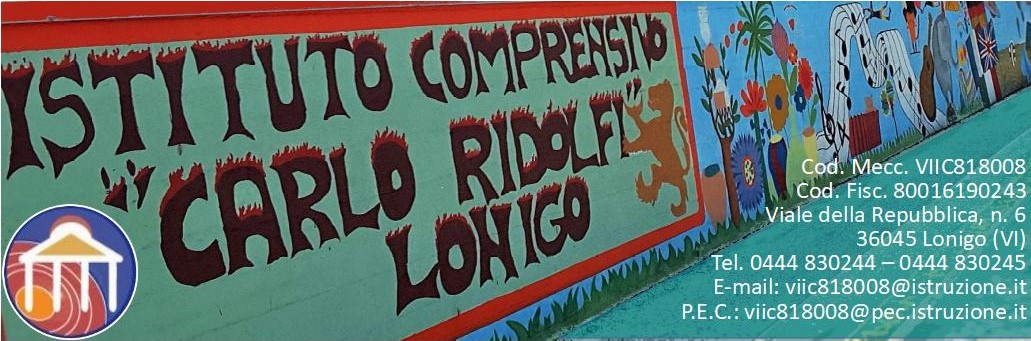 ISTITUTO COMPRENSIVO
"CARLO RIDOLFI"
LONIGO
Cod. Mecc. VIIC818008
Cod. Fisc. 80016190243
Viale della Repubblica, n. 6
36045 Lonigo (VI)
Tel. 0444 830244 – 0444 830245
E-mail: viic818008@istruzione.it
P.E.C.: viic818008@pec.istruzione.it